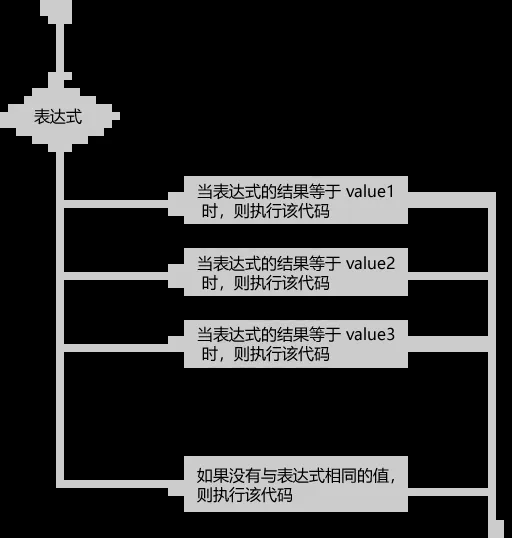 表达式
当表达式的结果等于 value1
时，则执行该代码
当表达式的结果等于 value2
时，则执行该代码
当表达式的结果等于 value3
时，则执行该代码
如果没有与表达式相同的值，
则执行该代码